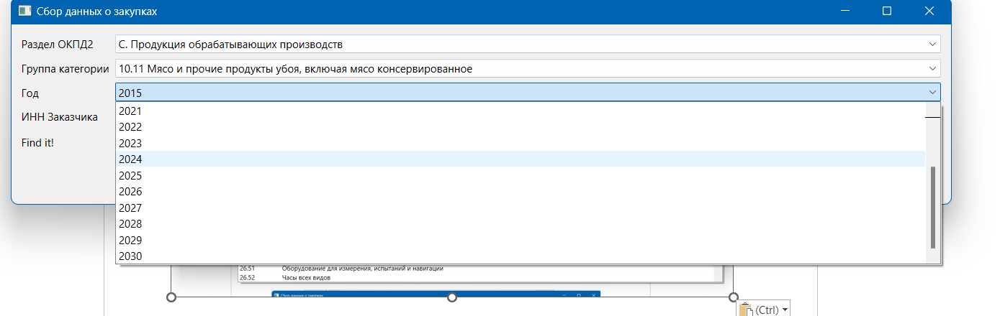 Сбор данных о закупках
Раздел ОКПД2 С. Продукция обрабатывающих производств
Группа категории 10.11 Мясо и прочие продукты убоя, включая мясо консервированное
Год 2015
2021
ИНН Заказчика
2022
2023
Find it!
2024
2025
2026
2027
2028
2029
2030
26.51 Оборудование для измерения, испытаний и навигации
26.52 Часы всех видов
Сбор данных о закупках
(Ctrl)